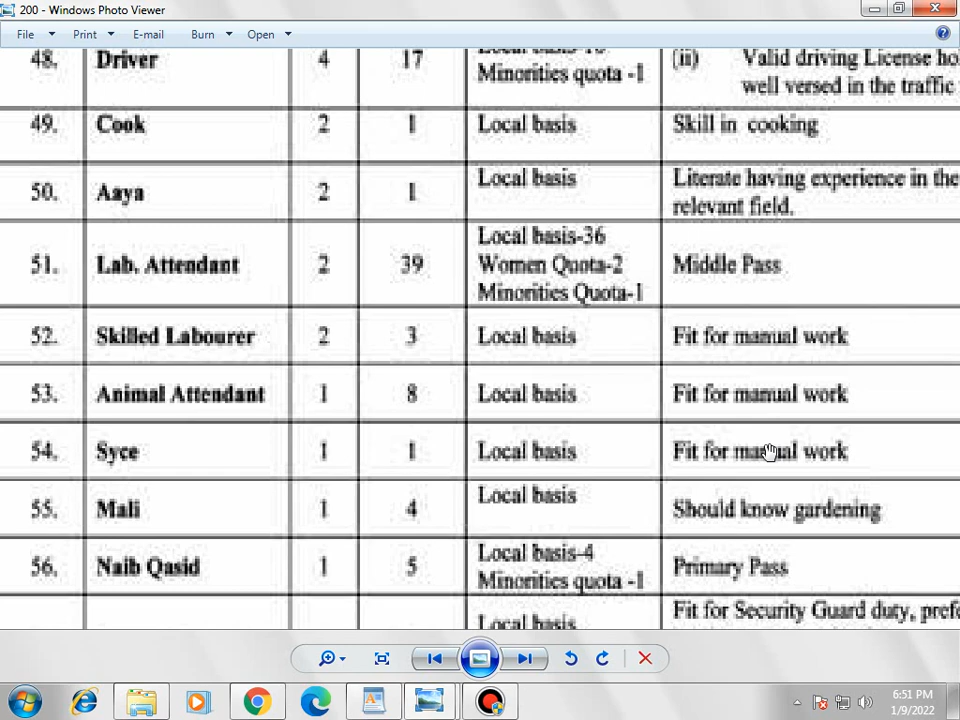 200 - Windows Photo Viewer
File Print E-mail Burn Open
48. Driver 4 17 Minorities quota -1 (ii) Valid driving License
well versed in the traffic
49. Cook 2 1 Local basis Skill in cooking
50. Aaya 2 1 Local basis Literate having experience in the
relevant field.
Local basis-36
51. Lab. Attendant 2 39 Women Quota-2 Middle Pass
Minorities Quota-1
52. Skilled Labourer 2 3 Local basis Fit for manual work
53. Animal Attendant 1 8 Local basis Fit for manual work
54. Syce 1 1 Local basis Fit for manual work
55. Mali 1 4 Local basis Should know gardening
56. Naib Qasid 1 5 Local basis-4 Primary Pass
Minorities quota -1
Local basis Fit for Security Guard duty,
6:51 PM
1/9/2022